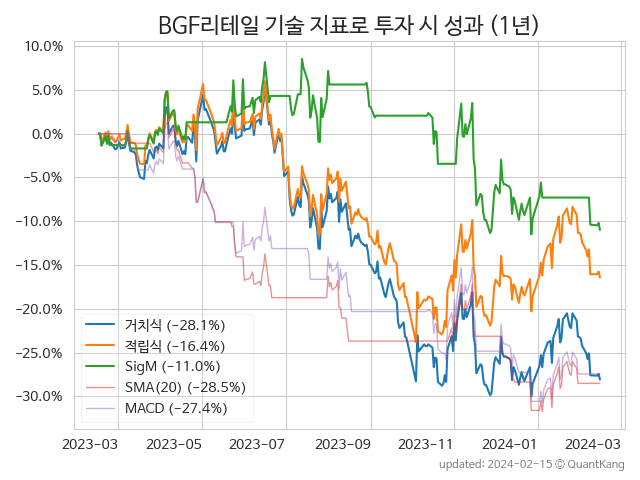 BGF리테일 기술 지표로 투자 시 성과 (1년)
10.0%
5.0%
0.0%
−5.0%
−10.0%
−15.0%
−20.0%
−25.0%
−30.0%
거치식 (−28.1%)
적립식 (−16.4%)
SigM (−11.0%)
SMA(20) (−28.5%)
MACD (−27.4%)
2023-03 2023-05 2023-07 2023-09 2023-11 2024-01 2024-03
updated: 2024-02-15 © QuantKang